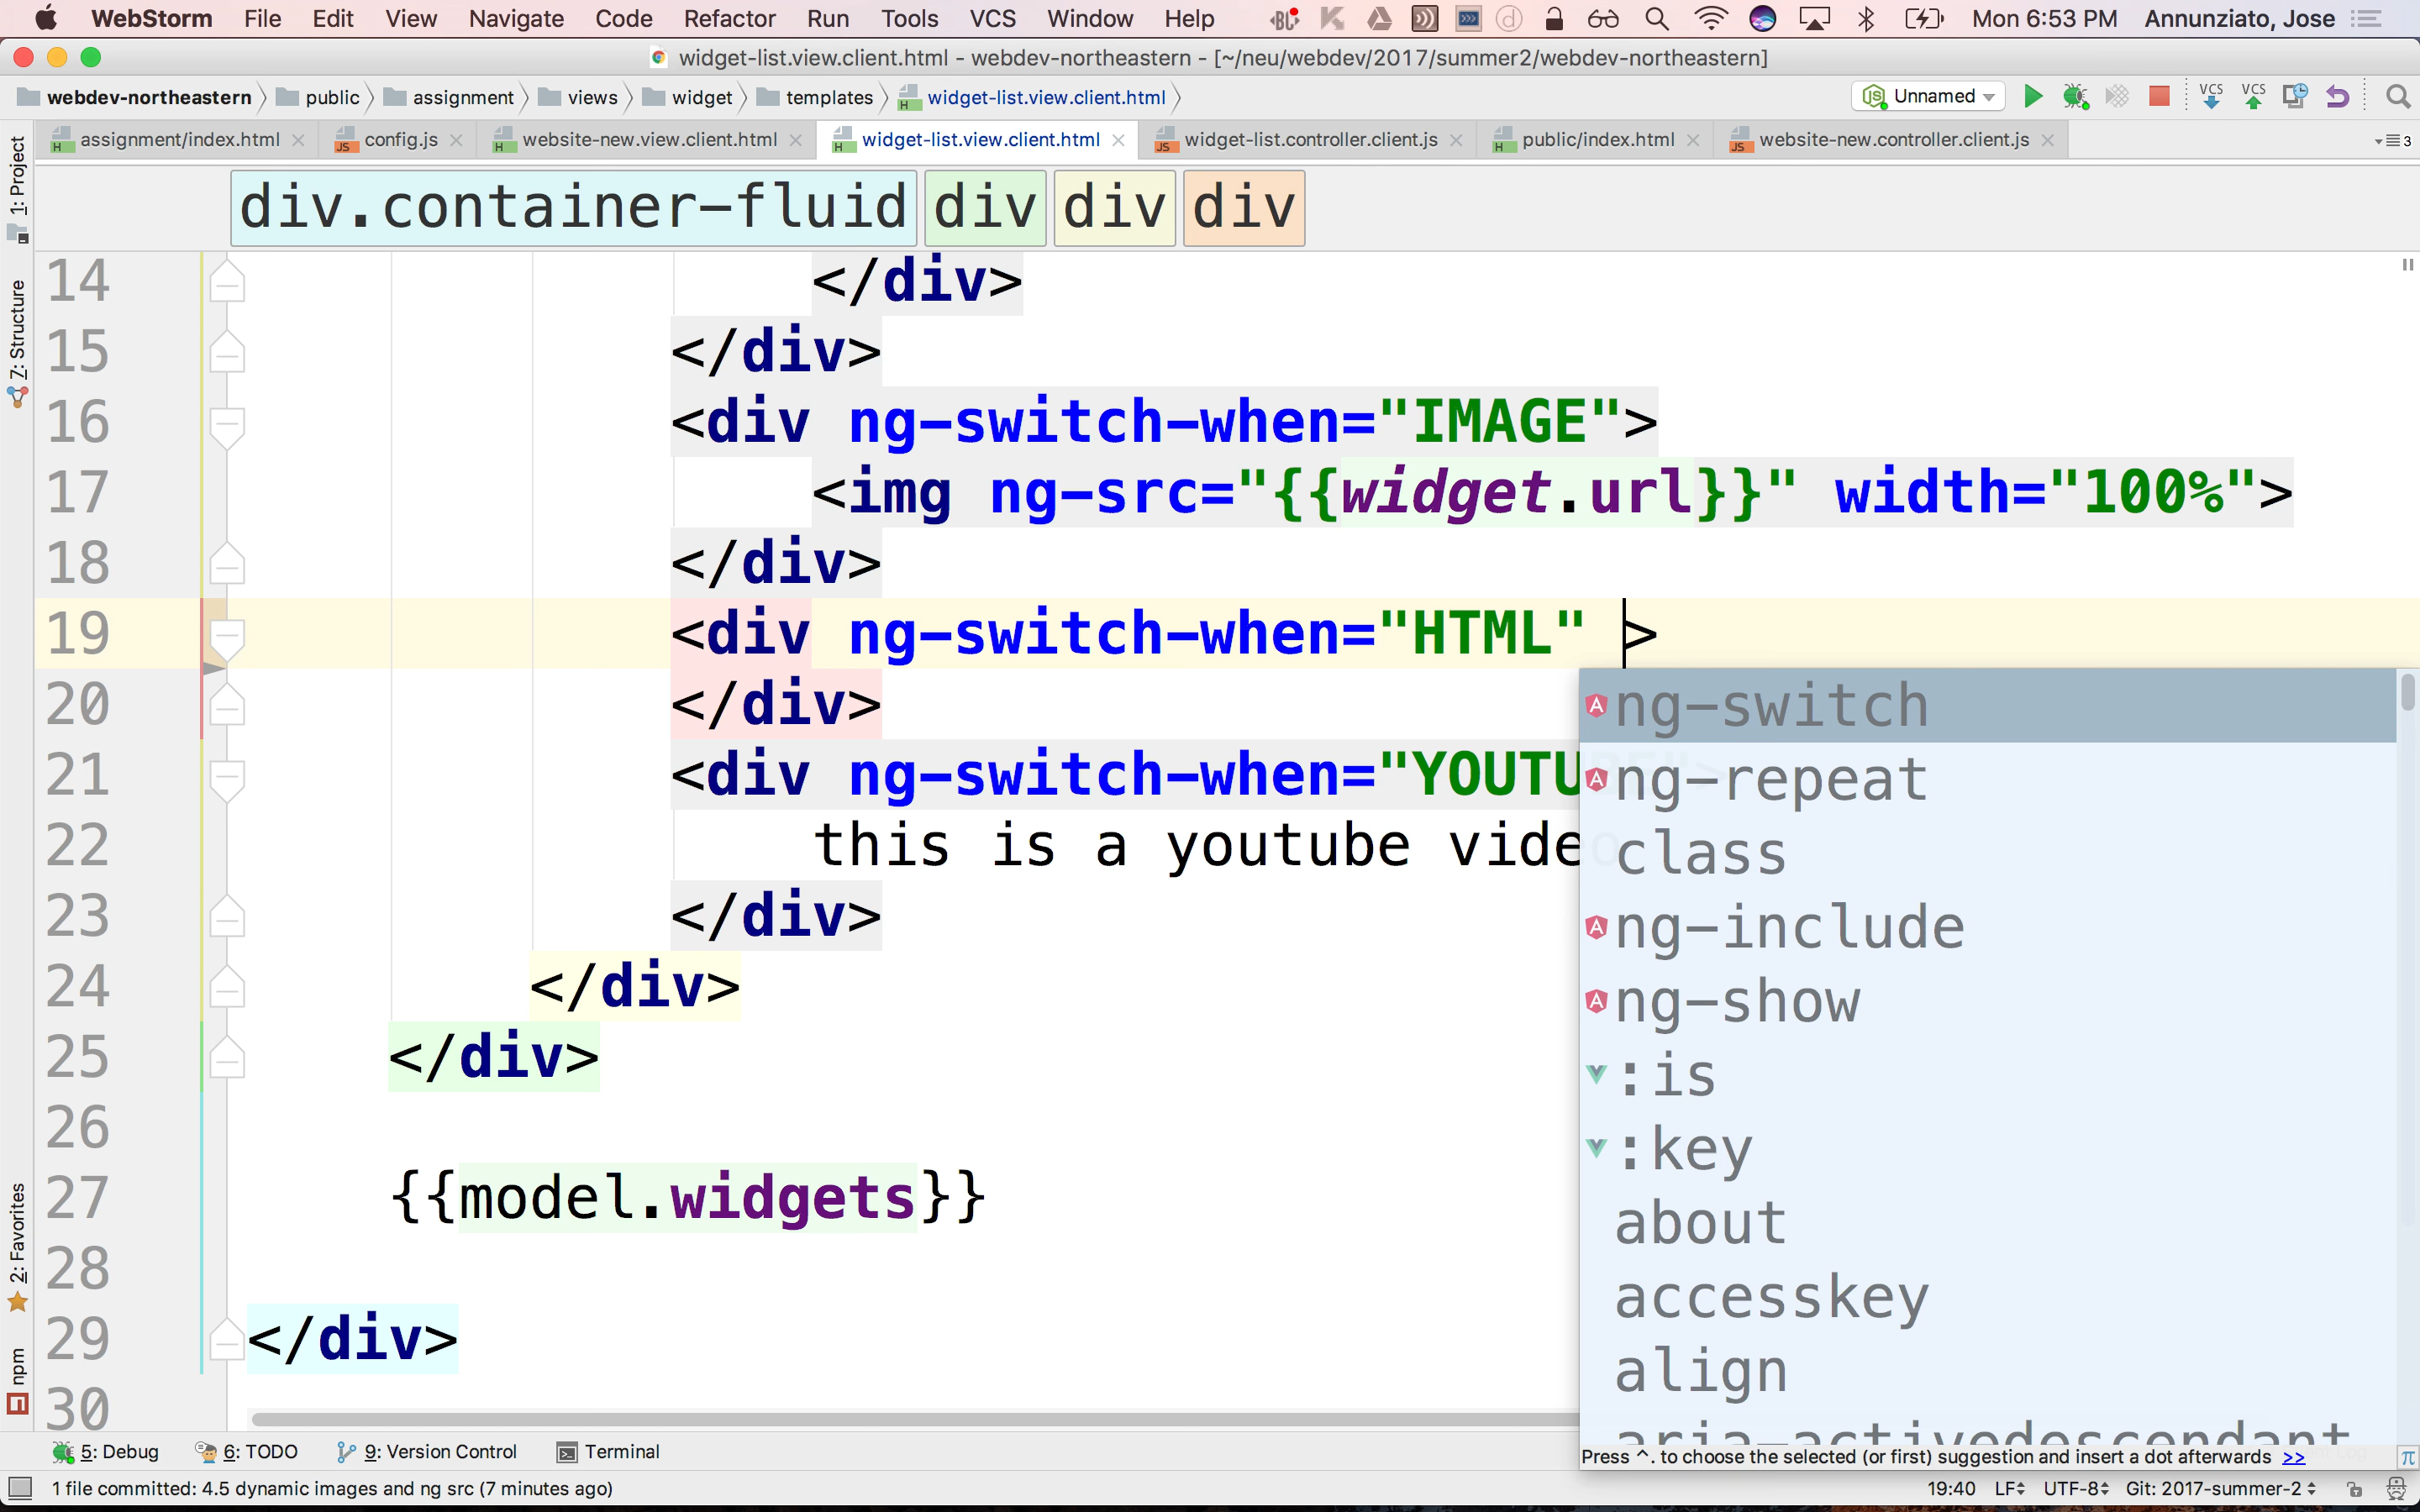 WebStorm File Edit View Navigate Code Refactor Run Tools VCS Window Help Mon 6:53 PM Annunziato, Jose
widget-list.view.client.html - webdev-northeastern - [~/neu/webdev/2017/summer2/webdev-northeastern]
webdev-northeastern public assignment views widget templates widget-list.view.client.html Unnamed VCS VCS
assignment/index.html config.js website-new.view.client.html widget-list.view.client.html widget-list.controller.client.js public/index.html website-new.controller.client.js 3
1: Project
7: Structure
2: Favorites
npm
div.container-fluid div div div
14 </div>
15 </div>
16 <div ng-switch-when="IMAGE">
17 <img ng-src="{{widget.url}}" width="100%">
18 </div>
19 <div ng-switch-when="HTML" >
20 </div>
21 <div ng-switch-when="YOUTUBE">
22 this is a youtube video
23 </div>
24 </div>
25 </div>
26
27 {{model.widgets}}
28
29 </div>
30
ng-switch
ng-repeat
class
ng-include
ng-show
:is
:key
about
accesskey
align
aria-activedescendant
Press ^. to choose the selected (or first) suggestion and insert a dot afterwards >> π
5: Debug 6: TODO 9: Version Control Terminal
1 file committed: 4.5 dynamic images and ng src (7 minutes ago) 19:40 LF UTF-8 Git: 2017-summer-2